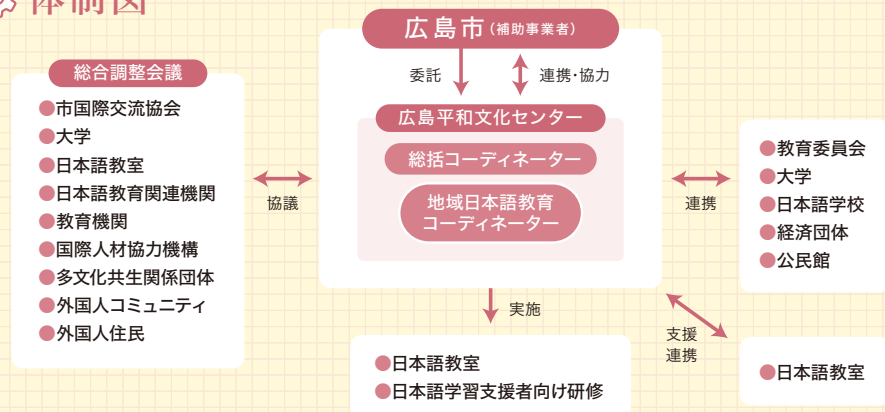 体制図
広島市(補助事業者)
委託
連携・協力
広島平和文化センター
総括コーディネーター
地域日本語教育
コーディネーター
総合調整会議
●市国際交流協会
●大学
●日本語教室
●日本語教育関連機関
●教育機関
●国際人材協力機構
●多文化共生関係団体
●外国人コミュニティ
●外国人住民
協議
連携
●教育委員会
●大学
●日本語学校
●経済団体
●公民館
実施
●日本語教室
●日本語学習支援者向け研修
支援
連携
●日本語教室